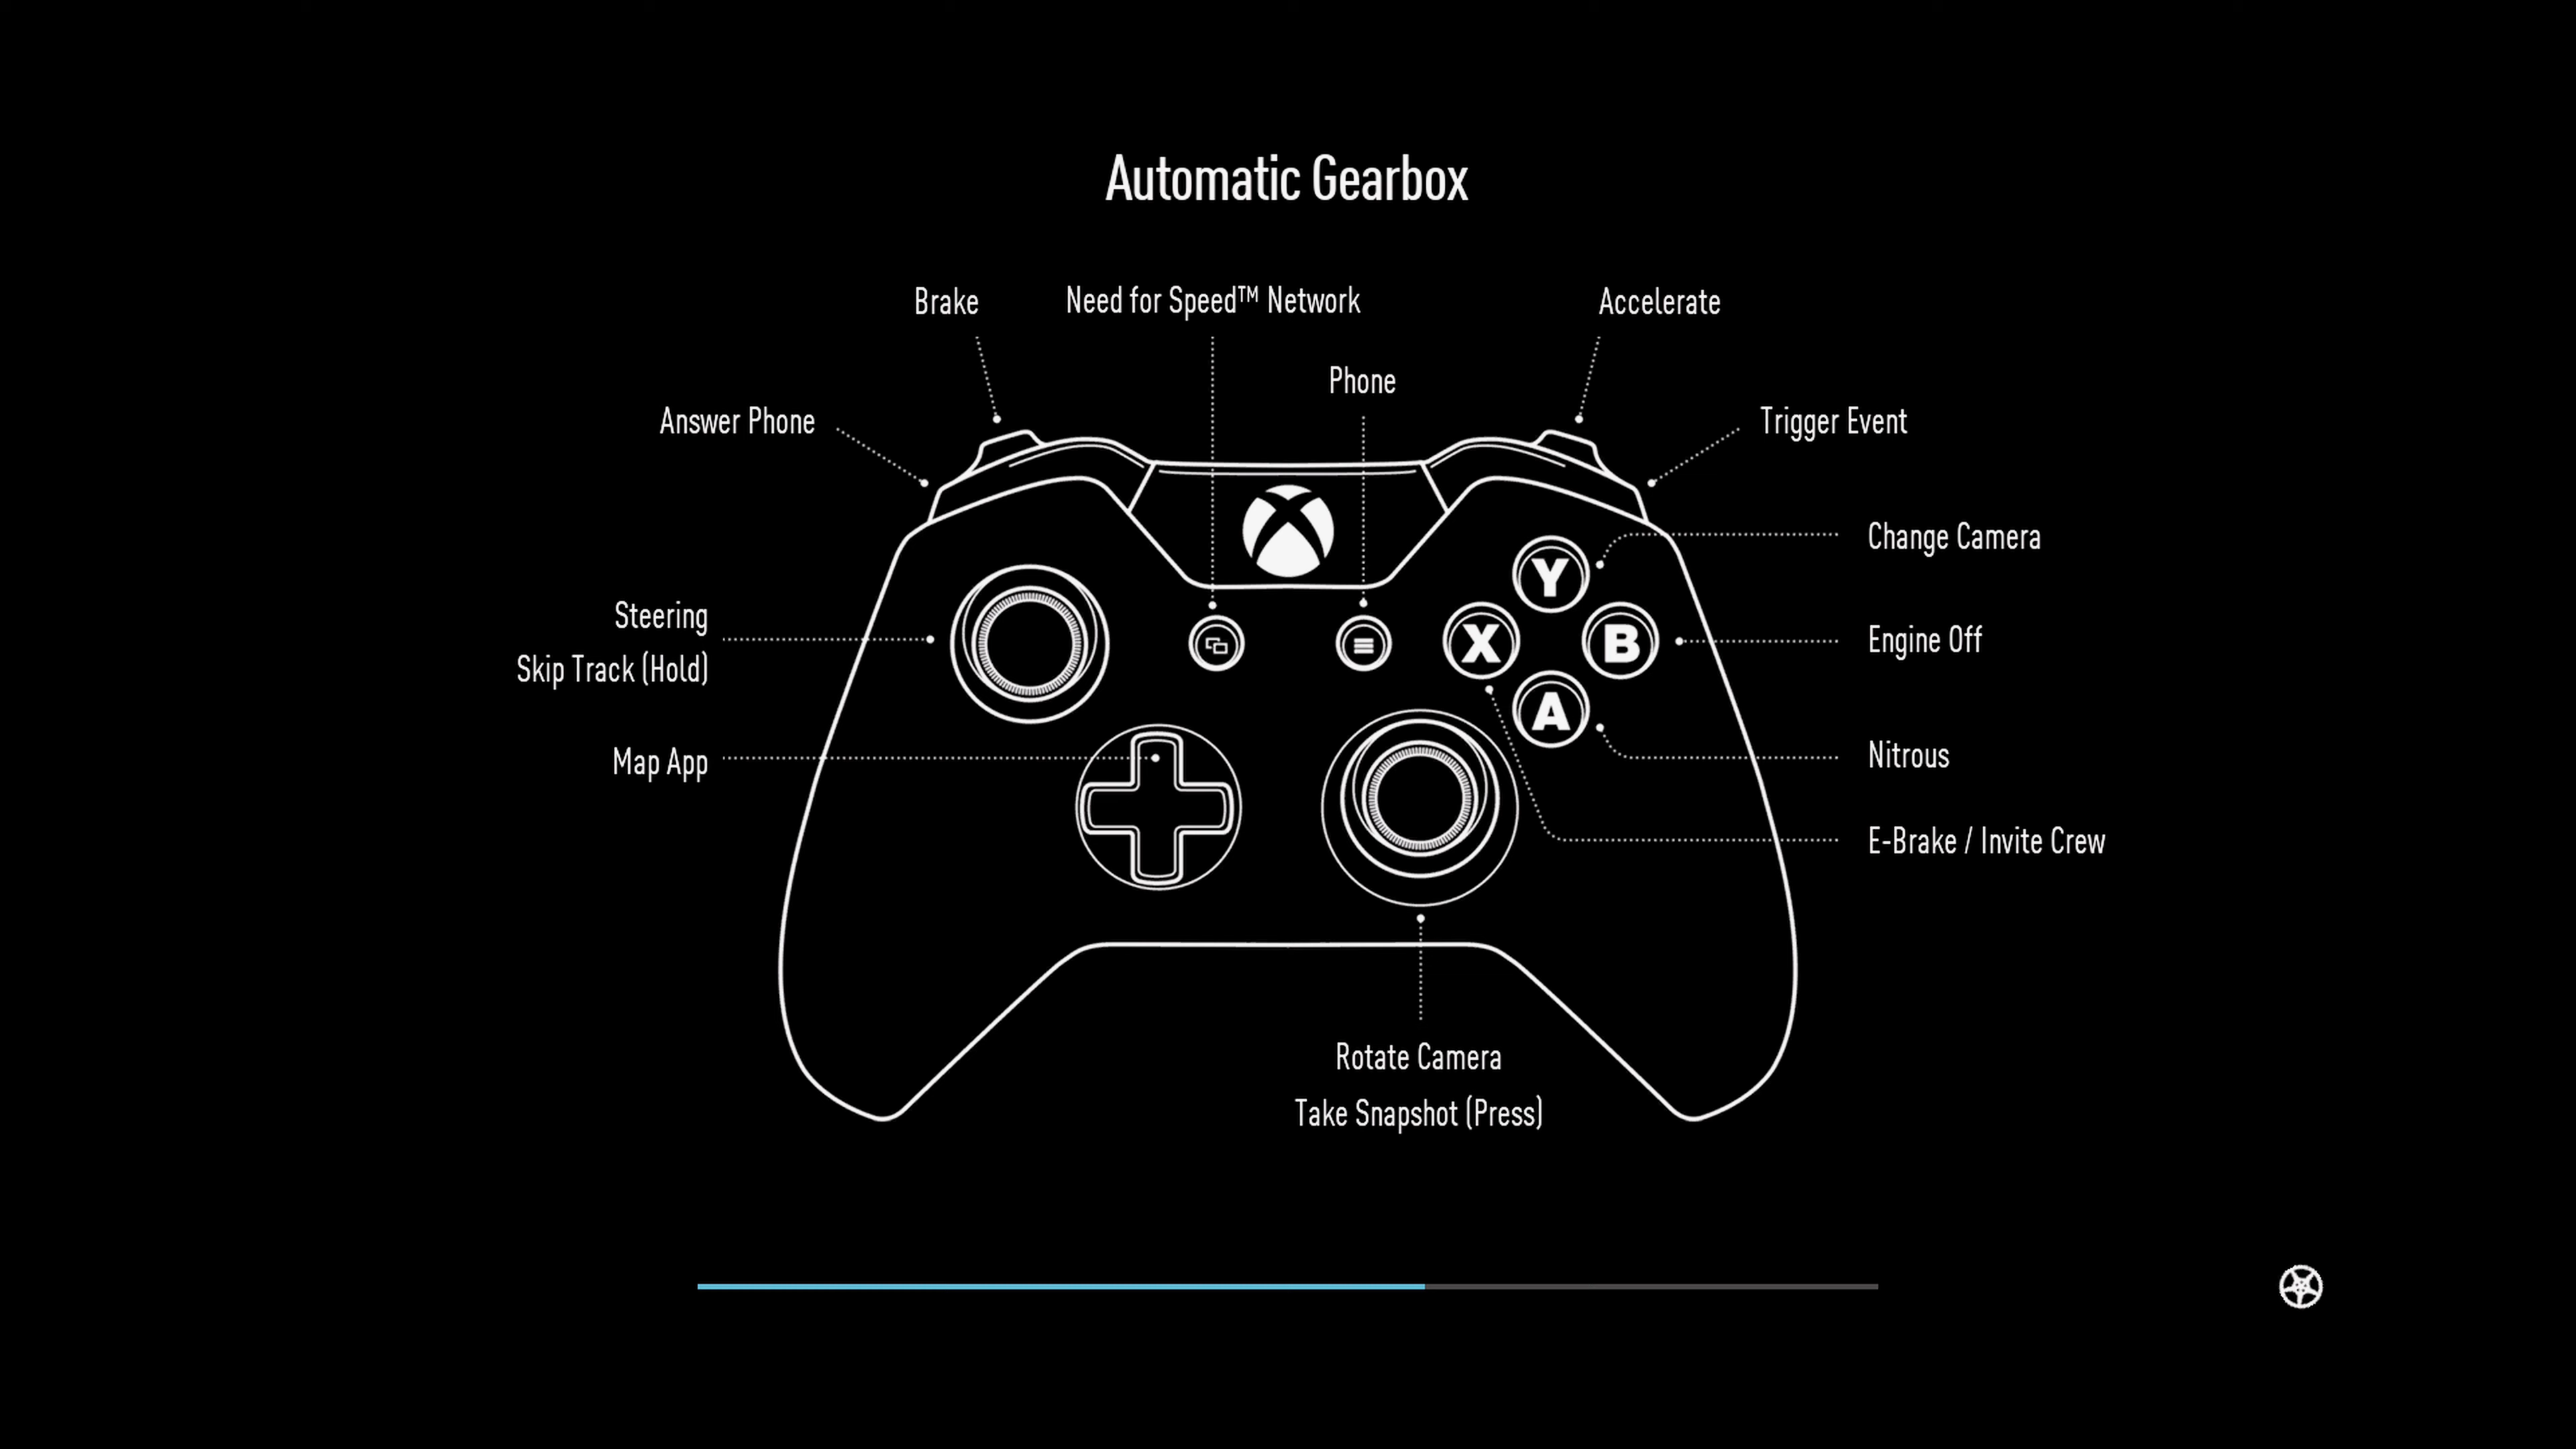 Automatic Gearbox
Brake
Need for Speed™ Network
Accelerate
Phone
Answer Phone
Trigger Event
Change Camera
Y
Steering
Skip Track (Hold)
X
B
Engine Off
A
Map App
Nitrous
E-Brake / Invite Crew
Rotate Camera
Take Snapshot (Press)